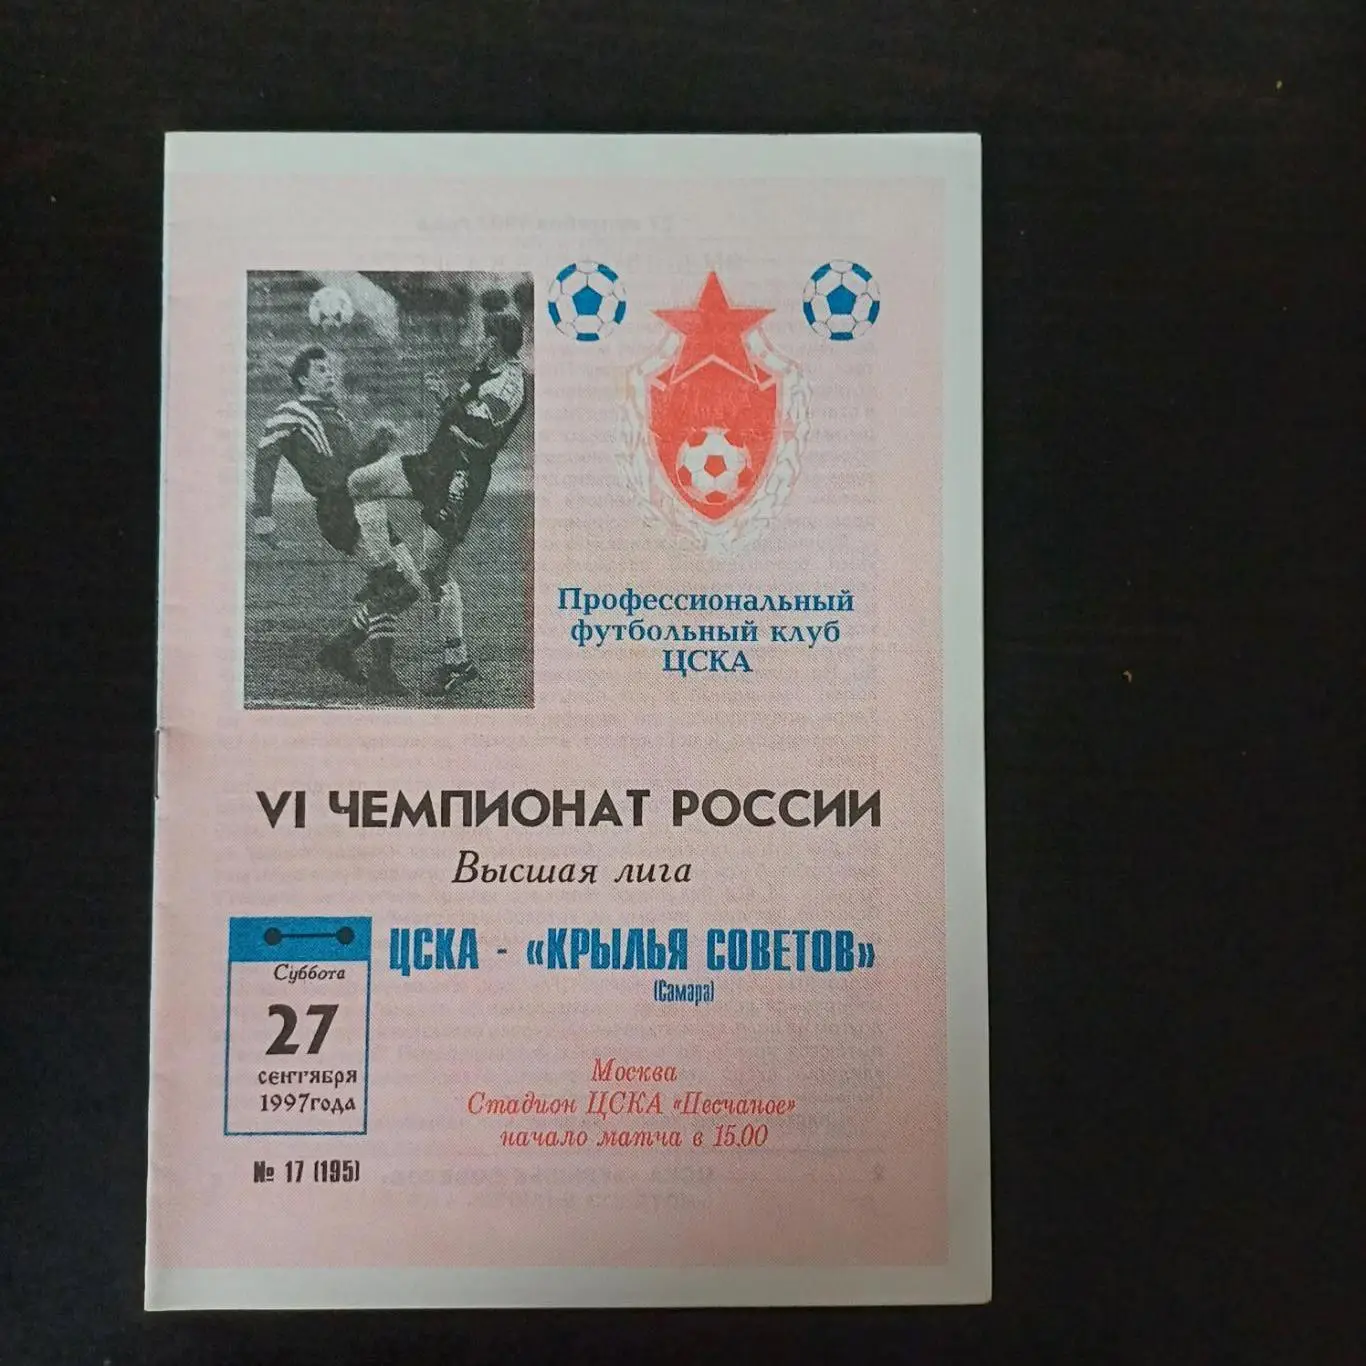 Профессиональный
футбольный клуб
ЦСКА
VI ЧЕМПИОНАТ РОССИИ
Высшая лига
ЦСКА - «КРЫЛЬЯ СОВЕТОВ»
(Самара)
Суббота
27
сентября
1997года
Москва
Стадион ЦСКА «Песчаное»
начало матча в 15.00
№ 17 (195)